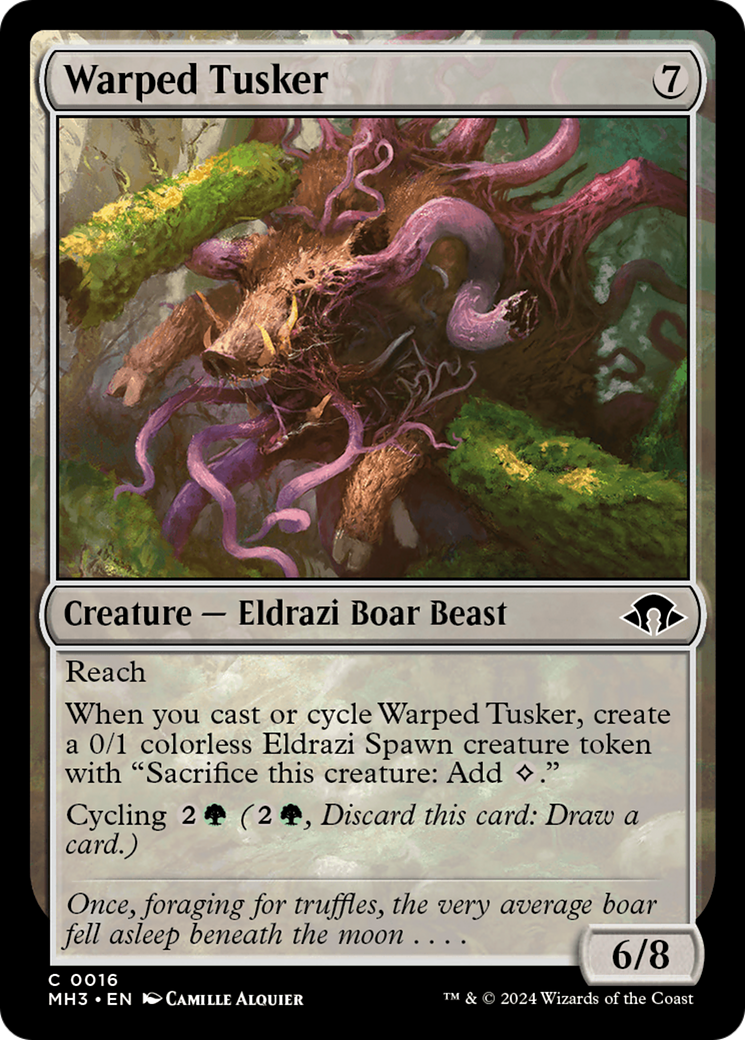 Warped Tusker 7
Creature — Eldrazi Boar Beast
Reach
When you cast or cycle Warped Tusker, create
a 0/1 colorless Eldrazi Spawn creature token
with “Sacrifice this creature: Add .”
Cycling 2 (2, Discard this card: Draw a
card.)
Once, foraging for truffles, the very average boar
fell asleep beneath the moon . . . .
6/8
C 0016
MH3 • EN Camille Alquier
™ & © 2024 Wizards of the Coast